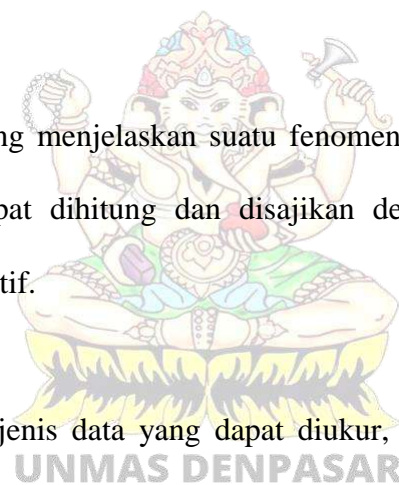 ng menjelaskan suatu fenomen
pat dihitung dan disajikan de
tif.
jenis data yang dapat diukur,
UNMAS DENPASAR